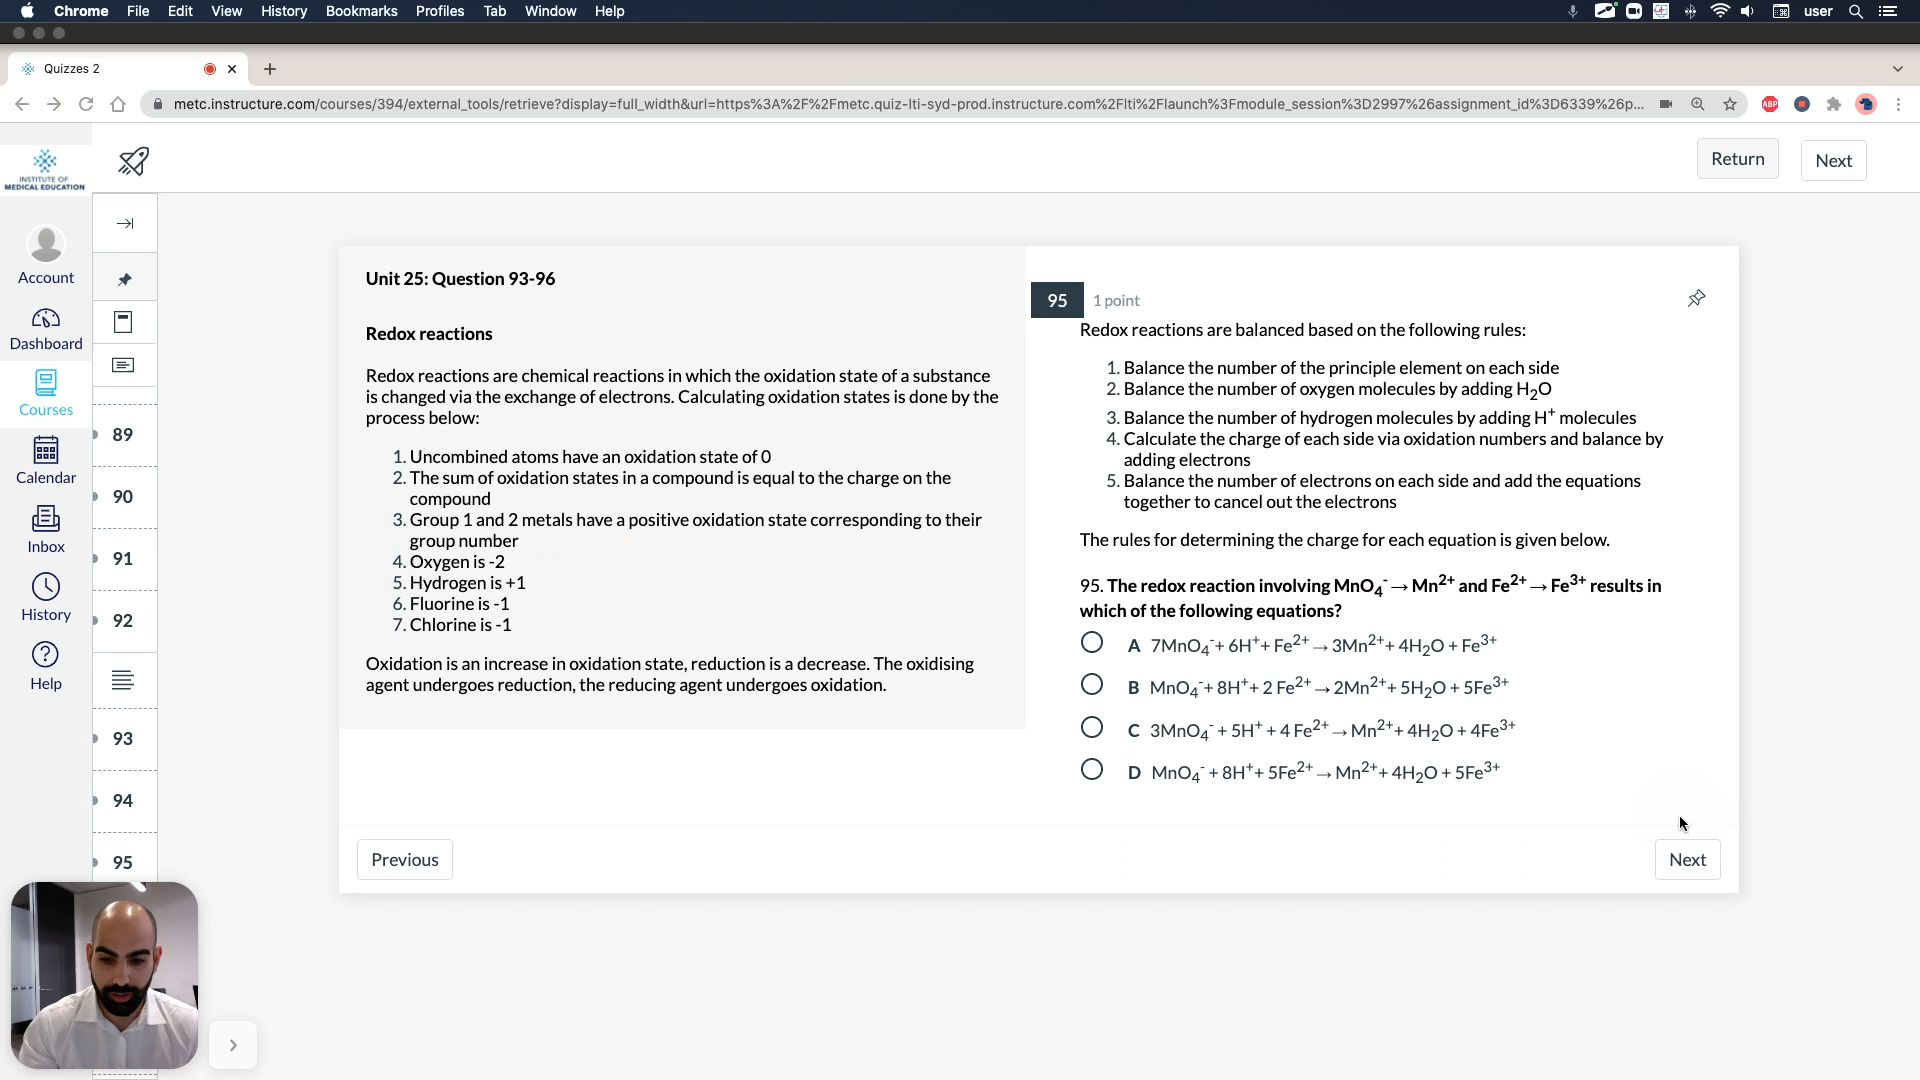 Chrome File Edit View History Bookmarks Profiles Tab Window Help user
Quizzes 2
metc.instructure.com/courses/394/external_tools/retrieve?display=full_width&url=https%3A%2F%2Fmetc.quiz-lti-syd-prod.instructure.com%2Flti%2Flaunch%3Fmodule_session%3D2997%26assignment_id%3D6339%26p...
ABP
INSTITUTE OF
MEDICAL EDUCATION
Return
Next
Account
Dashboard
Courses
Calendar
Inbox
History
Help
89
90
91
92
93
94
95
Unit 25: Question 93-96
Redox reactions
Redox reactions are chemical reactions in which the oxidation state of a substance
is changed via the exchange of electrons. Calculating oxidation states is done by the
process below:
1. Uncombined atoms have an oxidation state of 0
2. The sum of oxidation states in a compound is equal to the charge on the
compound
3. Group 1 and 2 metals have a positive oxidation state corresponding to their
group number
4. Oxygen is -2
5. Hydrogen is +1
6. Fluorine is -1
7. Chlorine is -1
Oxidation is an increase in oxidation state, reduction is a decrease. The oxidising
agent undergoes reduction, the reducing agent undergoes oxidation.
95 1 point
Redox reactions are balanced based on the following rules:
1. Balance the number of the principle element on each side
2. Balance the number of oxygen molecules by adding H₂O
3. Balance the number of hydrogen molecules by adding H⁺ molecules
4. Calculate the charge of each side via oxidation numbers and balance by
adding electrons
5. Balance the number of electrons on each side and add the equations
together to cancel out the electrons
The rules for determining the charge for each equation is given below.
95. The redox reaction involving MnO₄⁻ → Mn²⁺ and Fe²⁺ → Fe³⁺ results in
which of the following equations?
A 7MnO₄⁻ + 6H⁺ + Fe²⁺ → 3Mn²⁺ + 4H₂O + Fe³⁺
B MnO₄⁻ + 8H⁺ + 2 Fe²⁺ → 2Mn²⁺ + 5H₂O + 5Fe³⁺
C 3MnO₄⁻ + 5H⁺ + 4 Fe²⁺ → Mn²⁺ + 4H₂O + 4Fe³⁺
D MnO₄⁻ + 8H⁺ + 5Fe²⁺ → Mn²⁺ + 4H₂O + 5Fe³⁺
Previous
Next